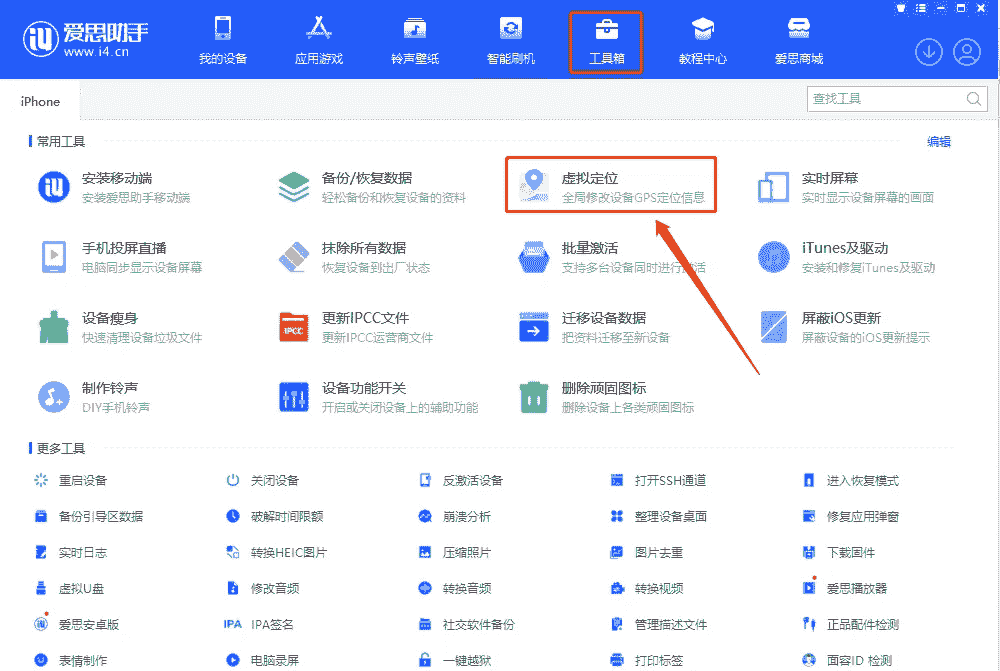 爱思助手
www.i4.cn
我的设备
应用游戏
铃声壁纸
智能刷机
工具箱
教程中心
爱思商城
iPhone
查找工具
常用工具
编辑
安装移动端
安装爱思助手移动端
备份/恢复数据
轻松备份和恢复设备的资料
虚拟定位
全局修改设备GPS定位信息
实时屏幕
实时显示设备屏幕的画面
手机投屏直播
电脑同步显示设备屏幕
抹除所有数据
恢复设备到出厂状态
批量激活
支持多台设备同时进行激活
iTunes及驱动
安装和修复iTunes及驱动
设备瘦身
快速清理设备垃圾文件
IPCC
更新IPCC文件
更新IPCC运营商文件
迁移设备数据
把资料迁移至新设备
屏蔽iOS更新
屏蔽设备的iOS更新提示
制作铃声
DIY手机铃声
设备功能开关
开启或关闭设备上的辅助功能
删除顽固图标
删除设备上各类顽固图标
更多工具
重启设备
关闭设备
反激活设备
打开SSH通道
进入恢复模式
备份引导区数据
破解时间限额
崩溃分析
整理设备桌面
修复应用弹窗
实时日志
转换HEIC图片
压缩照片
图片去重
下载固件
虚拟U盘
修改音频
转换音频
转换视频
爱思播放器
爱思安卓版
IPA
IPA签名
社交软件备份
管理描述文件
正品配件检测
表情制作
电脑录屏
一键越狱
打印标签
面容ID 检测